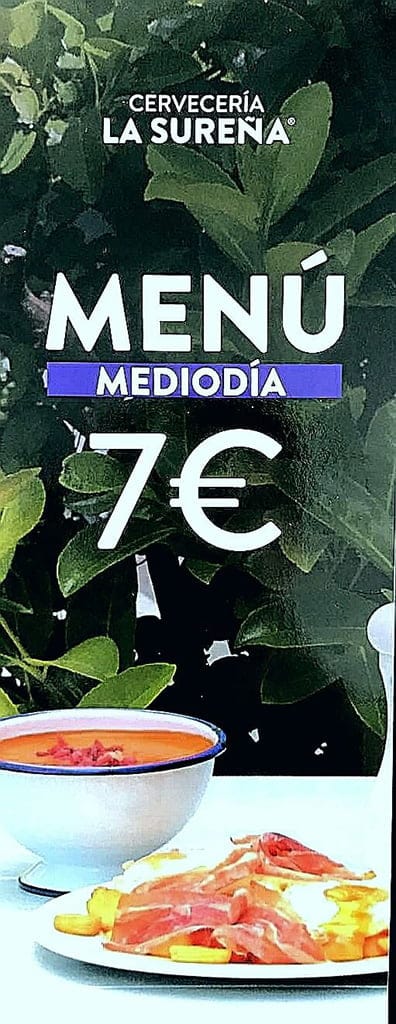 CERVECERÍA
LA SUREÑA®
MENÚ
MEDIODÍA
7€